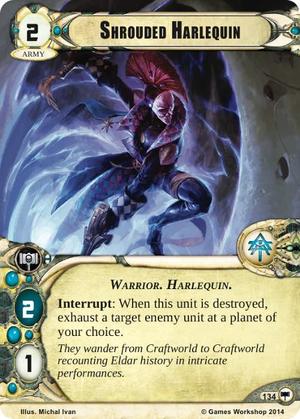 2
ARMY
Shrouded Harlequin
Warrior. Harlequin.
2
Interrupt: When this unit is destroyed,
exhaust a target enemy unit at a planet of
your choice.
1
They wander from Craftworld to Craftworld
recounting Eldar history in intricate
performances.
134
Illus. Michal Ivan
© Games Workshop 2014